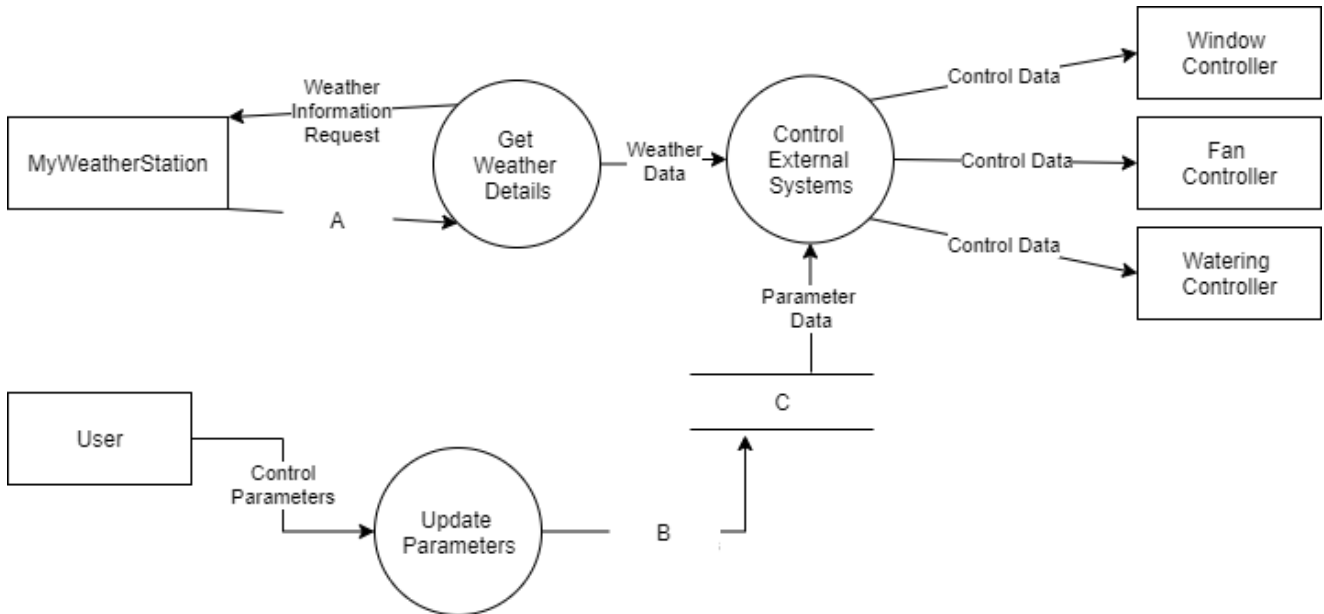 Weather
Information
Request
MyWeatherStation
A
Get
Weather
Details
Weather
Data
Control
External
Systems
Control Data
Window
Controller
Control Data
Fan
Controller
Control Data
Watering
Controller
Parameter
Data
C
User
Control
Parameters
Update
Parameters
B